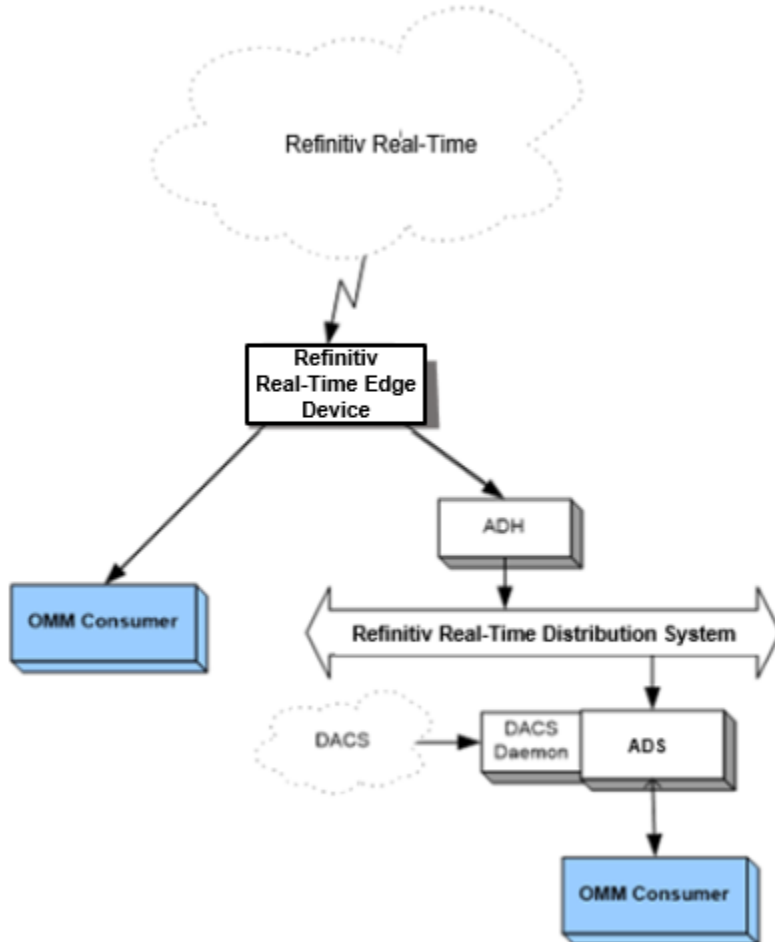 Refinitiv Real-Time
Refinitiv
Real-Time Edge
Device
ADH
OMM Consumer
Refinitiv Real-Time Distribution System
DACS
DACS
Daemon
ADS
OMM Consumer